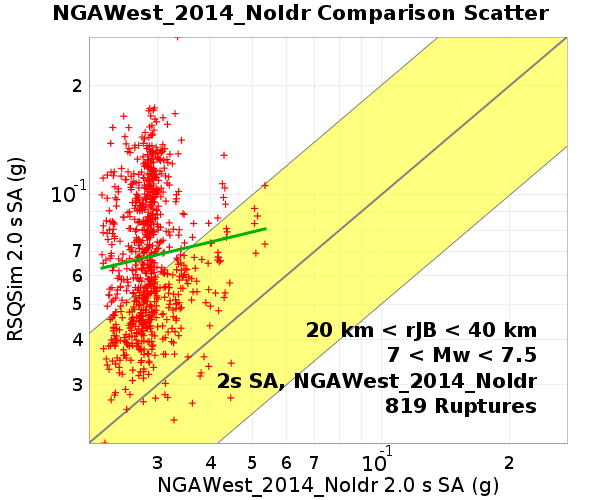 NGAWest_2014_NoIdr Comparison Scatter
RSQSim 2.0 s SA (g)
2
10-1
7
6
5
4
3
20 km < rJB < 40 km
7 < Mw < 7.5
2s SA, NGAWest_2014_NoIdr
819 Ruptures
3 4 5 6 7 10-1 2
NGAWest_2014_NoIdr 2.0 s SA (g)